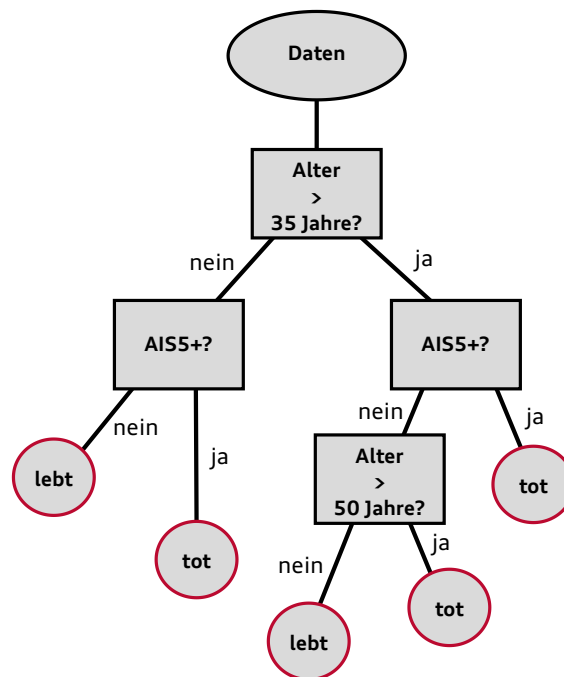 Daten
Alter
>
35 Jahre?
nein
ja
AIS5+?
AIS5+?
nein
ja
nein
ja
lebt
tot
Alter
>
50 Jahre?
tot
nein
ja
lebt
tot